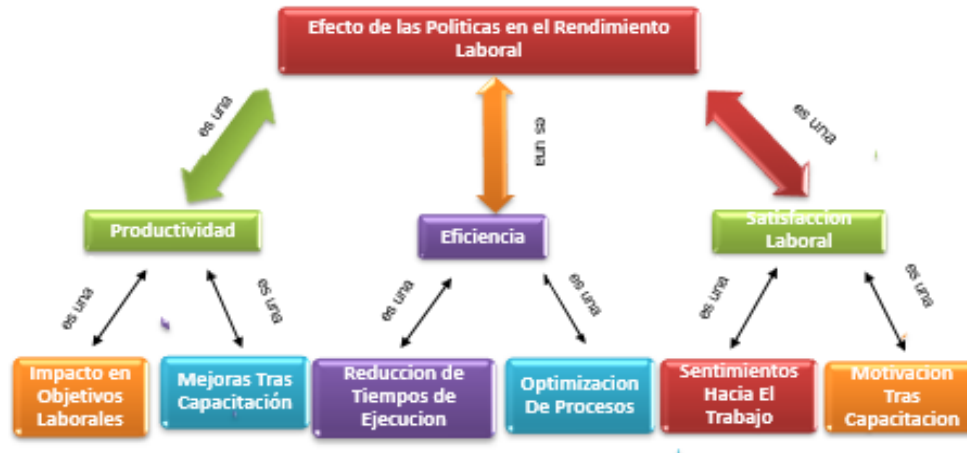 Efecto de las Politicas en el Rendimiento
Laboral
es una
es una
es una
Productividad
Eficiencia
Satisfaccion
Laboral
es una
es una
es una
es una
es una
es una
Impacto en
Objetivos
Laborales
Mejoras Tras
Capacitación
Reduccion de
Tiempos de
Ejecucion
Optimizacion
De Procesos
Sentimientos
Hacia El
Trabajo
Motivacion
Tras
Capacitacion